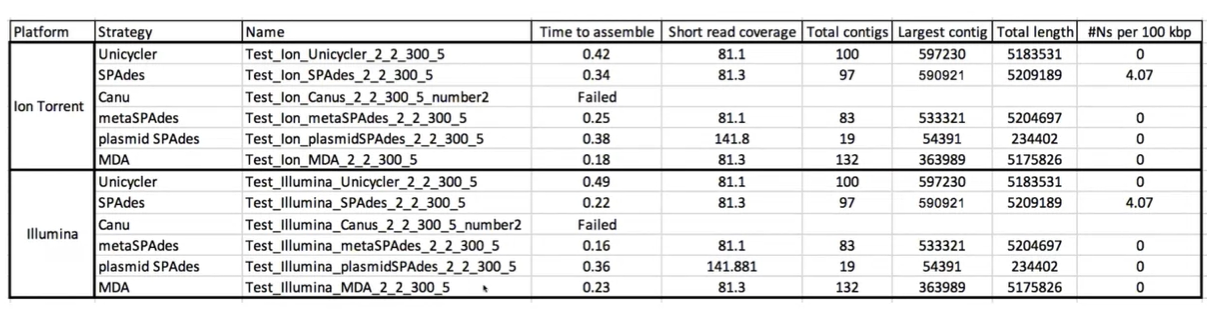 Platform Strategy Name Time to assemble Short read coverage Total contigs Largest contig Total length #Ns per 100 kbp
Ion Torrent
Unicycler Test_Ion_Unicycler_2_2_300_5 0.42 81.1 100 597230 5183531 0
SPAdes Test_Ion_SPAdes_2_2_300_5 0.34 81.3 97 590921 5209189 4.07
Canu Test_Ion_Canus_2_2_300_5_number2 Failed
metaSPAdes Test_Ion_metaSPAdes_2_2_300_5 0.25 81.1 83 533321 5204697 0
plasmid SPAdes Test_Ion_plasmidSPAdes_2_2_300_5 0.38 141.8 19 54391 234402 0
MDA Test_Ion_MDA_2_2_300_5 0.18 81.3 132 363989 5175826 0
Illumina
Unicycler Test_Illumina_Unicycler_2_2_300_5 0.49 81.1 100 597230 5183531 0
SPAdes Test_Illumina_SPAdes_2_2_300_5 0.22 81.3 97 590921 5209189 4.07
Canu Test_Illumina_Canus_2_2_300_5_number2 Failed
metaSPAdes Test_Illumina_metaSPAdes_2_2_300_5 0.16 81.1 83 533321 5204697 0
plasmid SPAdes Test_Illumina_plasmidSPAdes_2_2_300_5 0.36 141.881 19 54391 234402 0
MDA Test_Illumina_MDA_2_2_300_5 0.23 81.3 132 363989 5175826 0